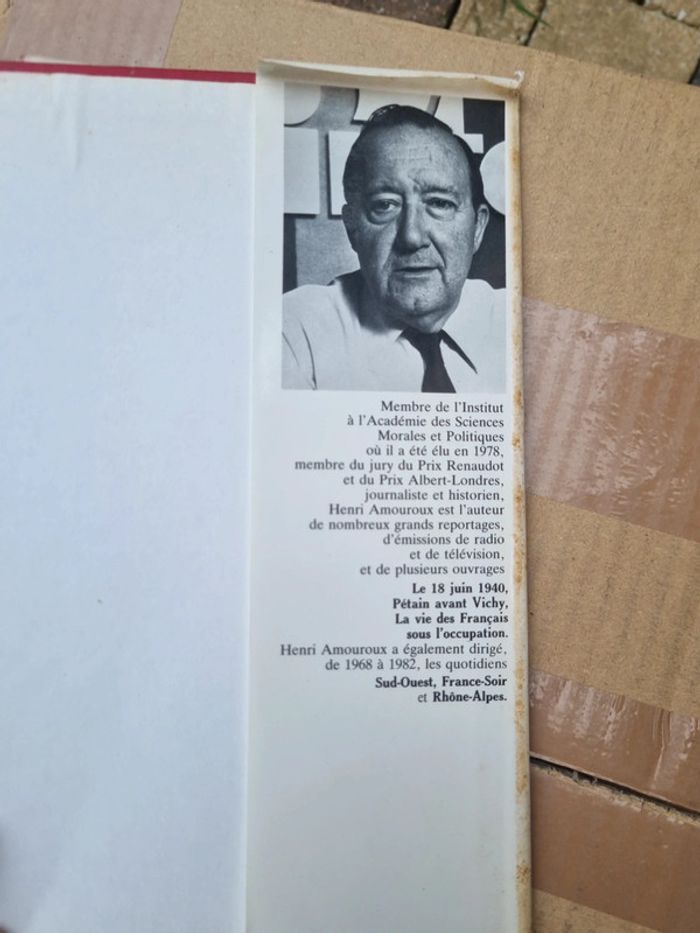 Membre de l'Institut
à l'Académie des Sciences
Morales et Politiques
où il a été élu en 1978,
membre du jury du Prix Renaudot
et du Prix Albert-Londres,
journaliste et historien,
Henri Amouroux est l'auteur
de nombreux grands reportages,
d'émissions de radio
et de télévision,
et de plusieurs ouvrages
Le 18 juin 1940,
Pétain avant Vichy,
La vie des Français
sous l'occupation.
Henri Amouroux a également dirigé,
de 1968 à 1982, les quotidiens
Sud-Ouest, France-Soir
et Rhône-Alpes.